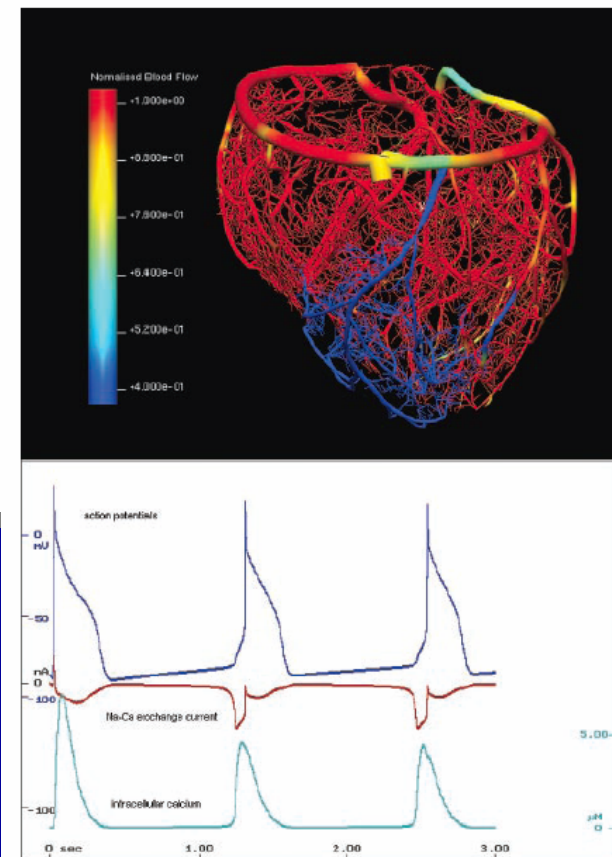 Normalised Blood Flow
+1.000e+00
+8.800e-01
+7.600e-01
+6.400e-01
+5.200e-01
+4.000e-01
action potentials
0
mV
-50
nA
0
-100
Na-Ca exchange current
5.00
intracellular calcium
-100
µM
0
0 sec
1.00
2.00
3.00